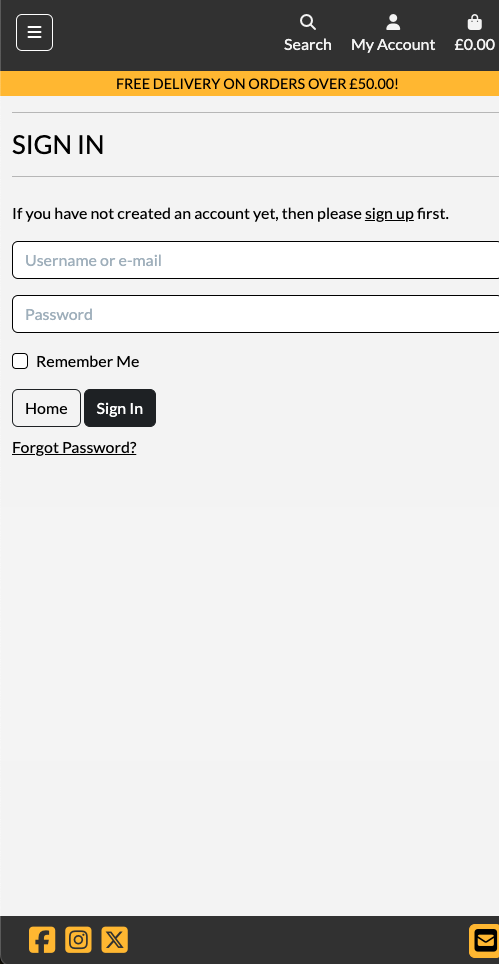 Search My Account £0.00
FREE DELIVERY ON ORDERS OVER £50.00!
SIGN IN
If you have not created an account yet, then please sign up first.
Username or e-mail
Password
Remember Me
Home Sign In
Forgot Password?